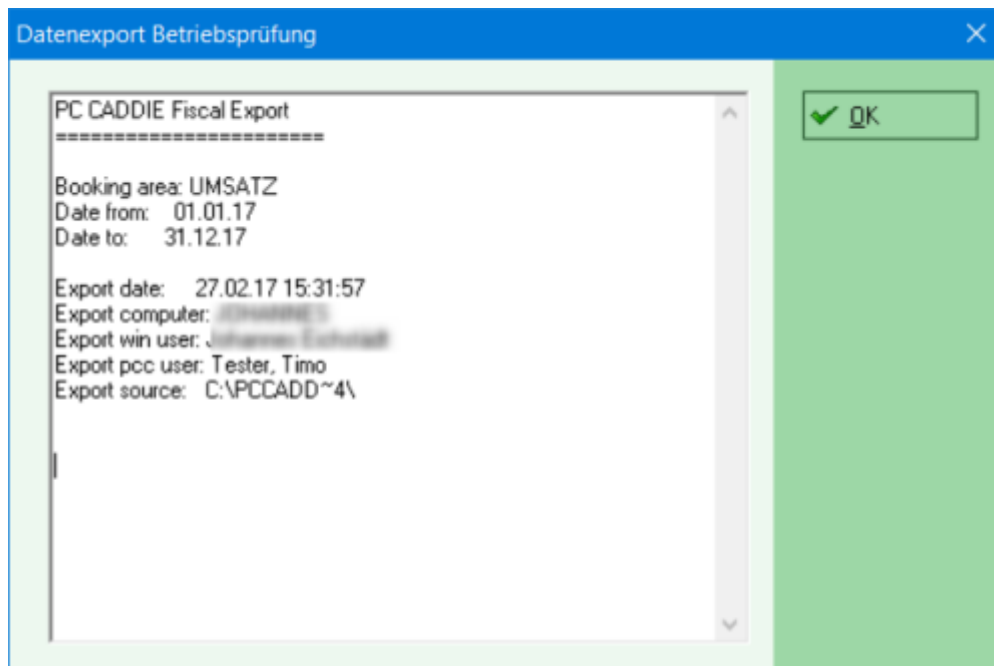 Datenexport Betriebsprüfung
PC CADDIE Fiscal Export
=======================
Booking area: UMSATZ
Date from: 01.01.17
Date to: 31.12.17
Export date: 27.02.17 15:31:57
Export computer:
Export win user:
Export pcc user: Tester, Timo
Export source: C:\PCCADD~4\
OK